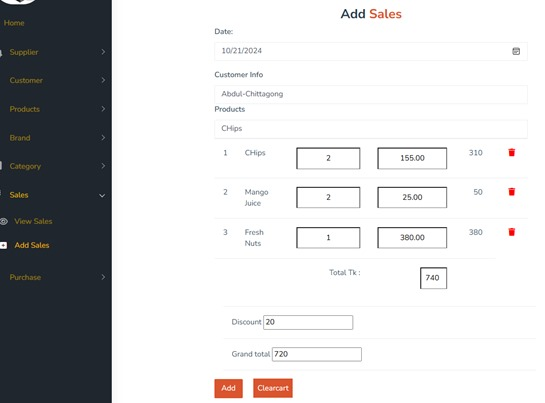 Add Sales
Home
Date:
10/21/2024
Supplier
Customer Info
Customer
Abdul-Chittagong
Products
Products
CHips
Brand
1 CHips 2 155.00 310
Category
2 Mango Juice 2 25.00 50
Sales
View Sales
3 Fresh Nuts 1 380.00 380
Add Sales
Total Tk : 740
Purchase
Discount 20
Grand total 720
Add Clearcart